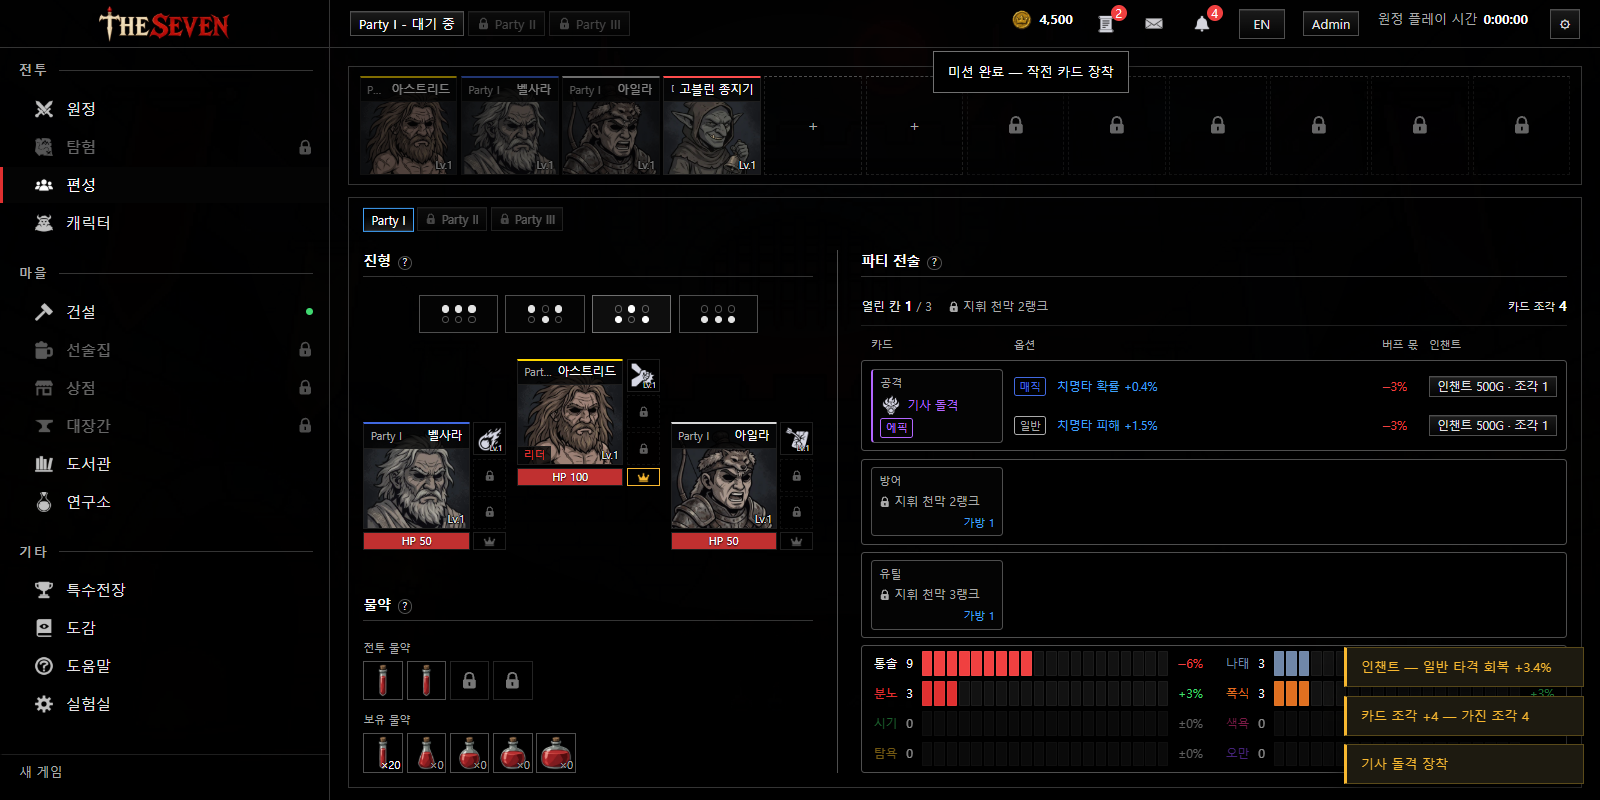 THE SEVEN
Party I - 대기 중
Party II
Party III
4,500
2
4
EN
Admin
원정 플레이 시간 0:00:00
미션 완료 — 작전 카드 장착
전투
원정
탐험
편성
캐릭터
마을
건설
선술집
상점
대장간
도서관
연구소
기타
특수전장
도감
도움말
실험실
새 게임
P... 아스트리드
Lv.1
Party I 벨사라
Lv.1
Party I 아일라
Lv.1
고블린 종지기
Lv.1
+
+
Party I
Party II
Party III
진형 ?
Part... 아스트리드
리더 Lv.1
HP 100
Lv.1
Party I 벨사라
Lv.1
HP 50
Lv.1
Party I 아일라
Lv.1
HP 50
Lv.1
물약 ?
전투 물약
보유 물약
×20
×0
×0
×0
×0
파티 전술 ?
열린 칸 1 / 3 지휘 천막 2랭크
카드 조각 4
카드 옵션 버프 몫 인챈트
공격
기사 돌격
에픽
매직 치명타 확률 +0.4% −3% 인챈트 500G · 조각 1
일반 치명타 피해 +1.5% −3% 인챈트 500G · 조각 1
방어
지휘 천막 2랭크
가방 1
유틸
지휘 천막 3랭크
가방 1
통솔 9 −6% 나태 3
분노 3 +3% 폭식 3 +3%
시기 0 ±0% 색욕 0
탐욕 0 ±0% 오만 0
인챈트 — 일반 타격 회복 +3.4%
카드 조각 +4 — 가진 조각 4
기사 돌격 장착